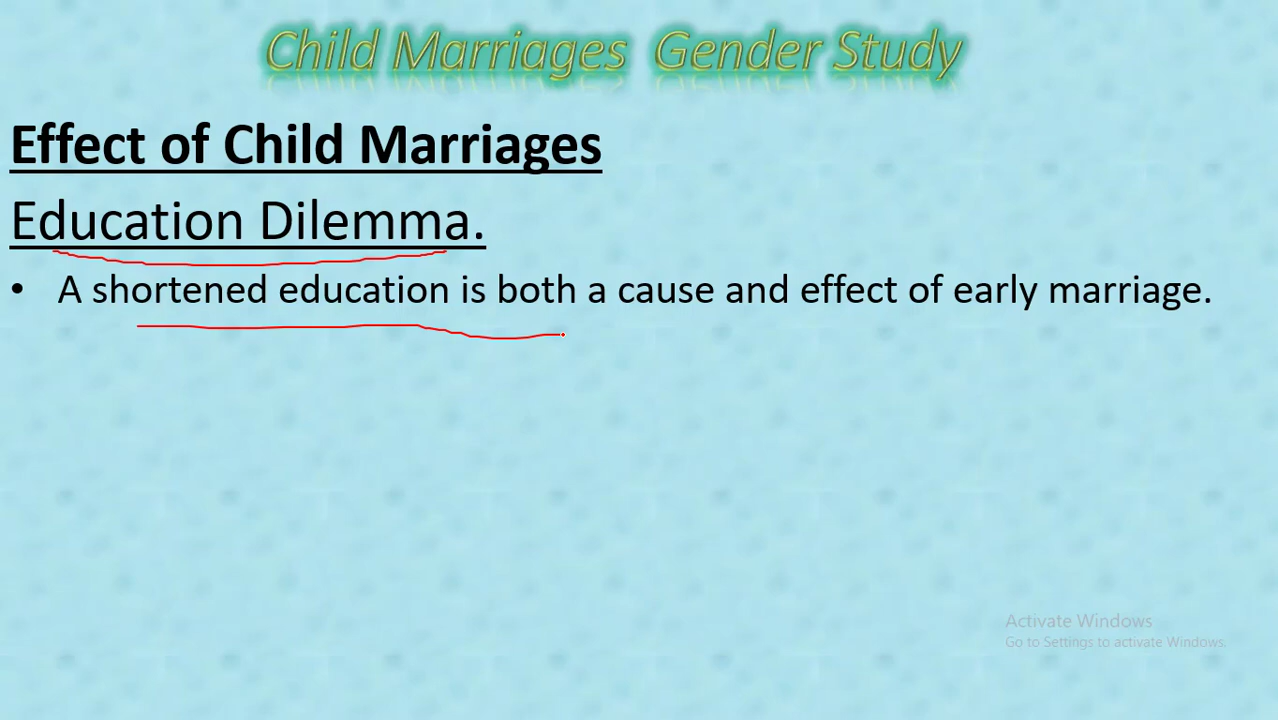 Child Marriages Gender Study
Effect of Child Marriages
Education Dilemma.
• A shortened education is both a cause and effect of early marriage.
Activate Windows
Go to Settings to activate Windows.